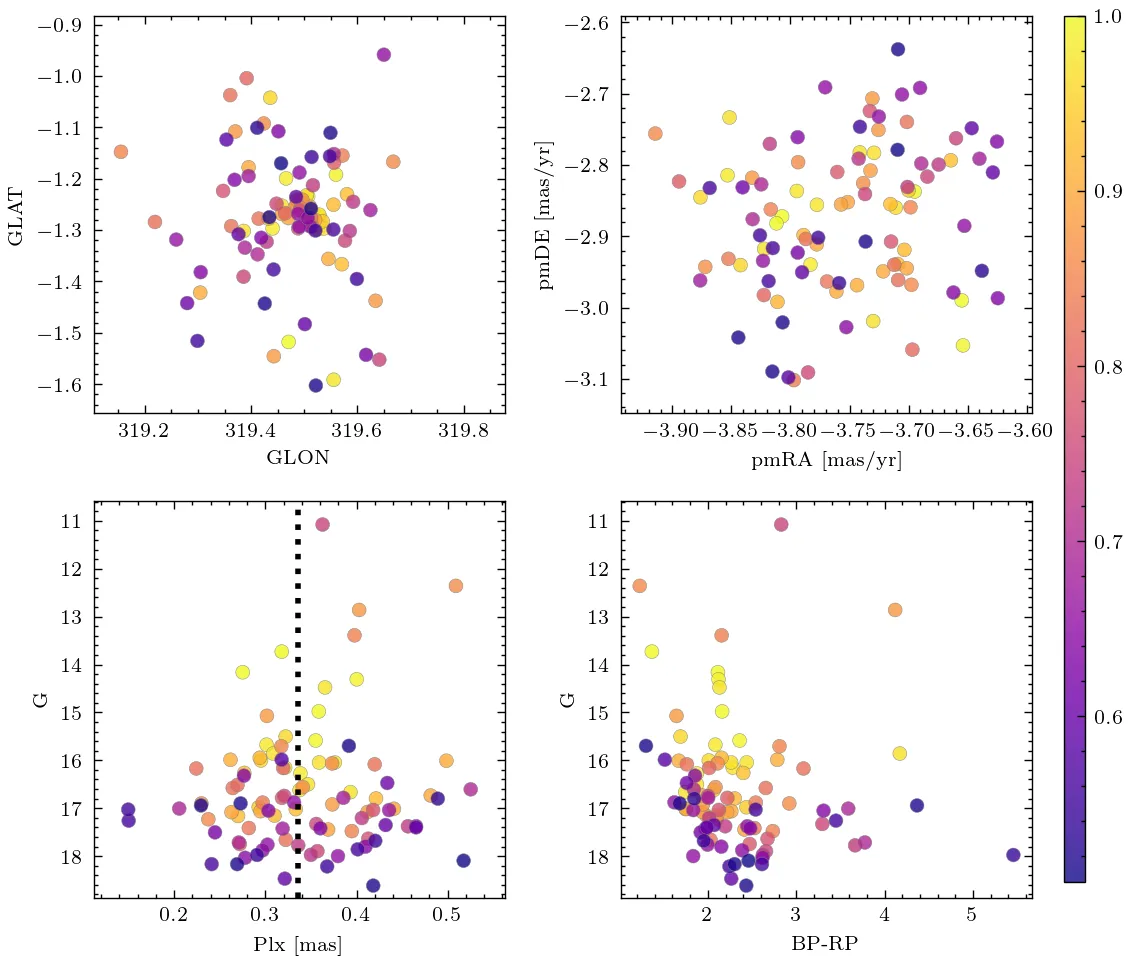 −0.9
−1.0
−1.1
−1.2
−1.3
−1.4
−1.5
−1.6
GLAT
319.2 319.4 319.6 319.8
GLON
−2.6
−2.7
−2.8
−2.9
−3.0
−3.1
pmDE [mas/yr]
−3.90 −3.85 −3.80 −3.75 −3.70 −3.65 −3.60
pmRA [mas/yr]
1.0
0.9
0.8
0.7
0.6
11
12
13
14
15
16
17
18
G
0.2 0.3 0.4 0.5
Plx [mas]
11
12
13
14
15
16
17
18
G
2 3 4 5
BP-RP